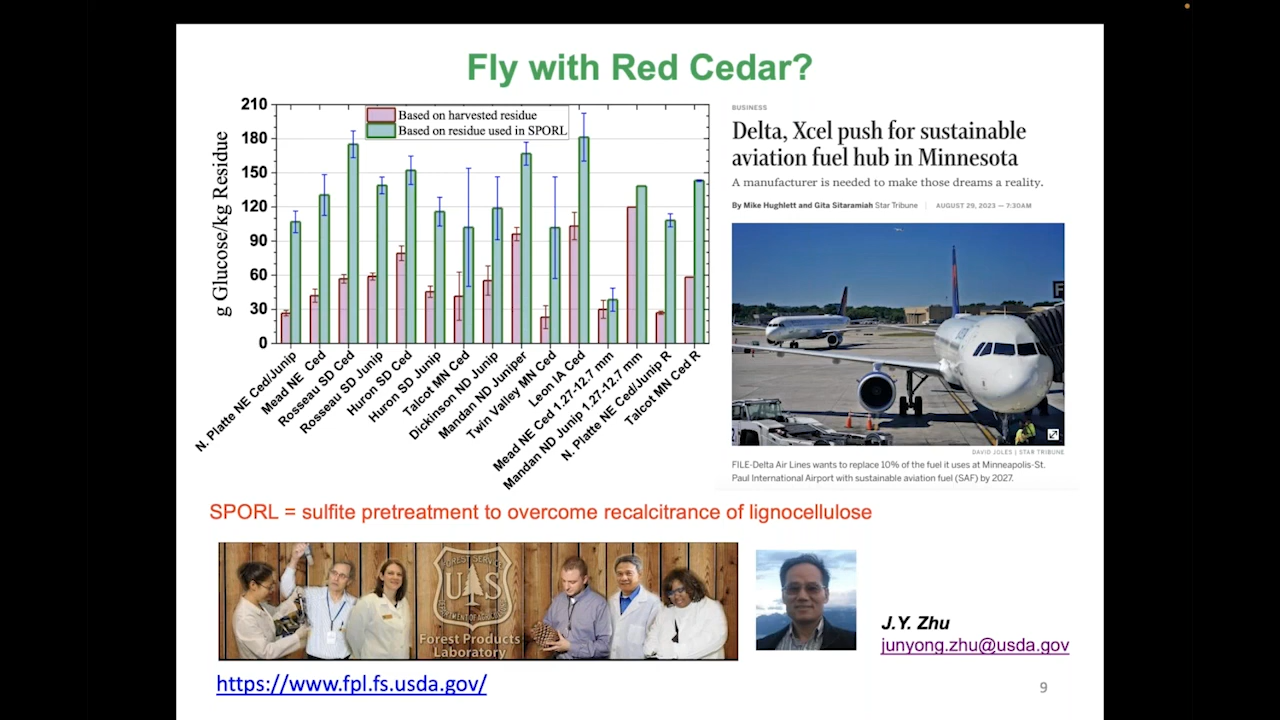 Fly with Red Cedar?
g Glucose/kg Residue
210
180
150
120
90
60
30
0
Based on harvested residue
Based on residue used in SPORL
N. Platte NE Ced/Junip
Mead NE Ced
Rosseau SD Ced
Rosseau SD Junip
Huron SD Ced
Huron SD Junip
Talcot MN Ced
Dickinson ND Junip
Mandan ND Juniper
Twin Valley MN Ced
Leon IA Ced
Mead NE Ced 1.27-12.7 mm
Mandan ND Junip 1.27-12.7 mm
N. Platte NE Ced/Junip R
Talcot MN Ced R
BUSINESS
Delta, Xcel push for sustainable
aviation fuel hub in Minnesota
A manufacturer is needed to make those dreams a reality.
By Mike Hughlett and Gita Sitaramiah Star Tribune | AUGUST 29, 2023 — 7:30AM
F
DAVID JOLES | STAR TRIBUNE
FILE-Delta Air Lines wants to replace 10% of the fuel it uses at Minneapolis-St.
Paul International Airport with sustainable aviation fuel (SAF) by 2027.
SPORL = sulfite pretreatment to overcome recalcitrance of lignocellulose
FOREST SERVICE
U S
DEPARTMENT OF AGRICULTURE
Forest Products
Laboratory
J.Y. Zhu
junyong.zhu@usda.gov
https://www.fpl.fs.usda.gov/
9